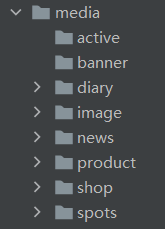 media
active
banner
diary
image
news
product
shop
spots